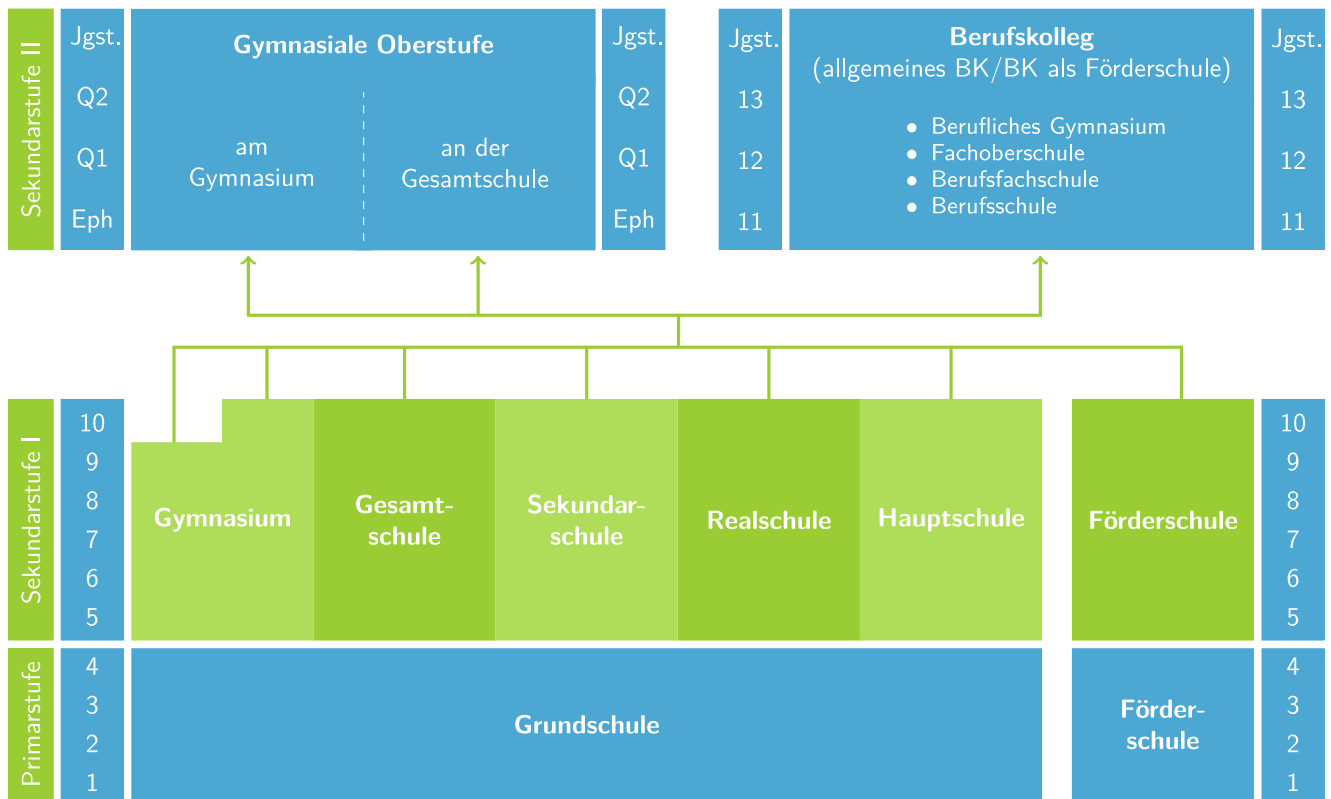 Sekundarstufe II
Jgst.
Q2
Q1
Eph
Gymnasiale Oberstufe
am
Gymnasium
an der
Gesamtschule
Jgst.
Q2
Q1
Eph
Jgst.
13
12
11
Berufskolleg
(allgemeines BK/BK als Förderschule)
• Berufliches Gymnasium
• Fachoberschule
• Berufsfachschule
• Berufsschule
Jgst.
13
12
11
Sekundarstufe I
10
9
8
7
6
5
Gymnasium
Gesamt-
schule
Sekundar-
schule
Realschule
Hauptschule
Förderschule
10
9
8
7
6
5
Primarstufe
4
3
2
1
Grundschule
Förder-
schule
4
3
2
1